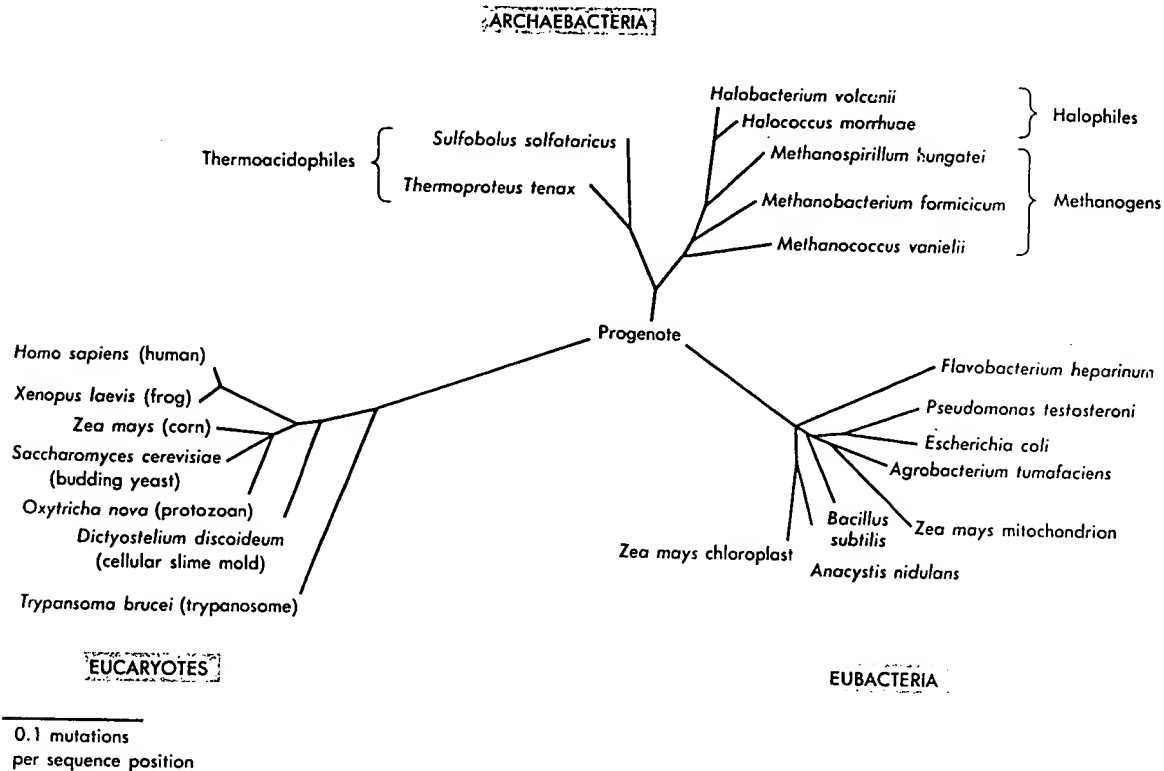 ARCHAEBACTERIA
Halobacterium volcanii
Halococcus morrhuae
Halophiles
Sulfobolus solfataricus
Thermoacidophiles
Thermoproteus tenax
Methanospirillum hungatei
Methanobacterium formicicum
Methanogens
Methanococcus vanielii
Progenote
Homo sapiens (human)
Xenopus laevis (frog)
Zea mays (corn)
Saccharomyces cerevisiae
(budding yeast)
Oxytricha nova (protozoan)
Dictyostelium discoideum
(cellular slime mold)
Trypansoma brucei (trypanosome)
Flavobacterium heparinum
Pseudomonas testosteroni
Escherichia coli
Agrobacterium tumafaciens
Zea mays mitochondrion
Bacillus
subtilis
Zea mays chloroplast
Anacystis nidulans
EUCARYOTES
EUBACTERIA
0.1 mutations
per sequence position